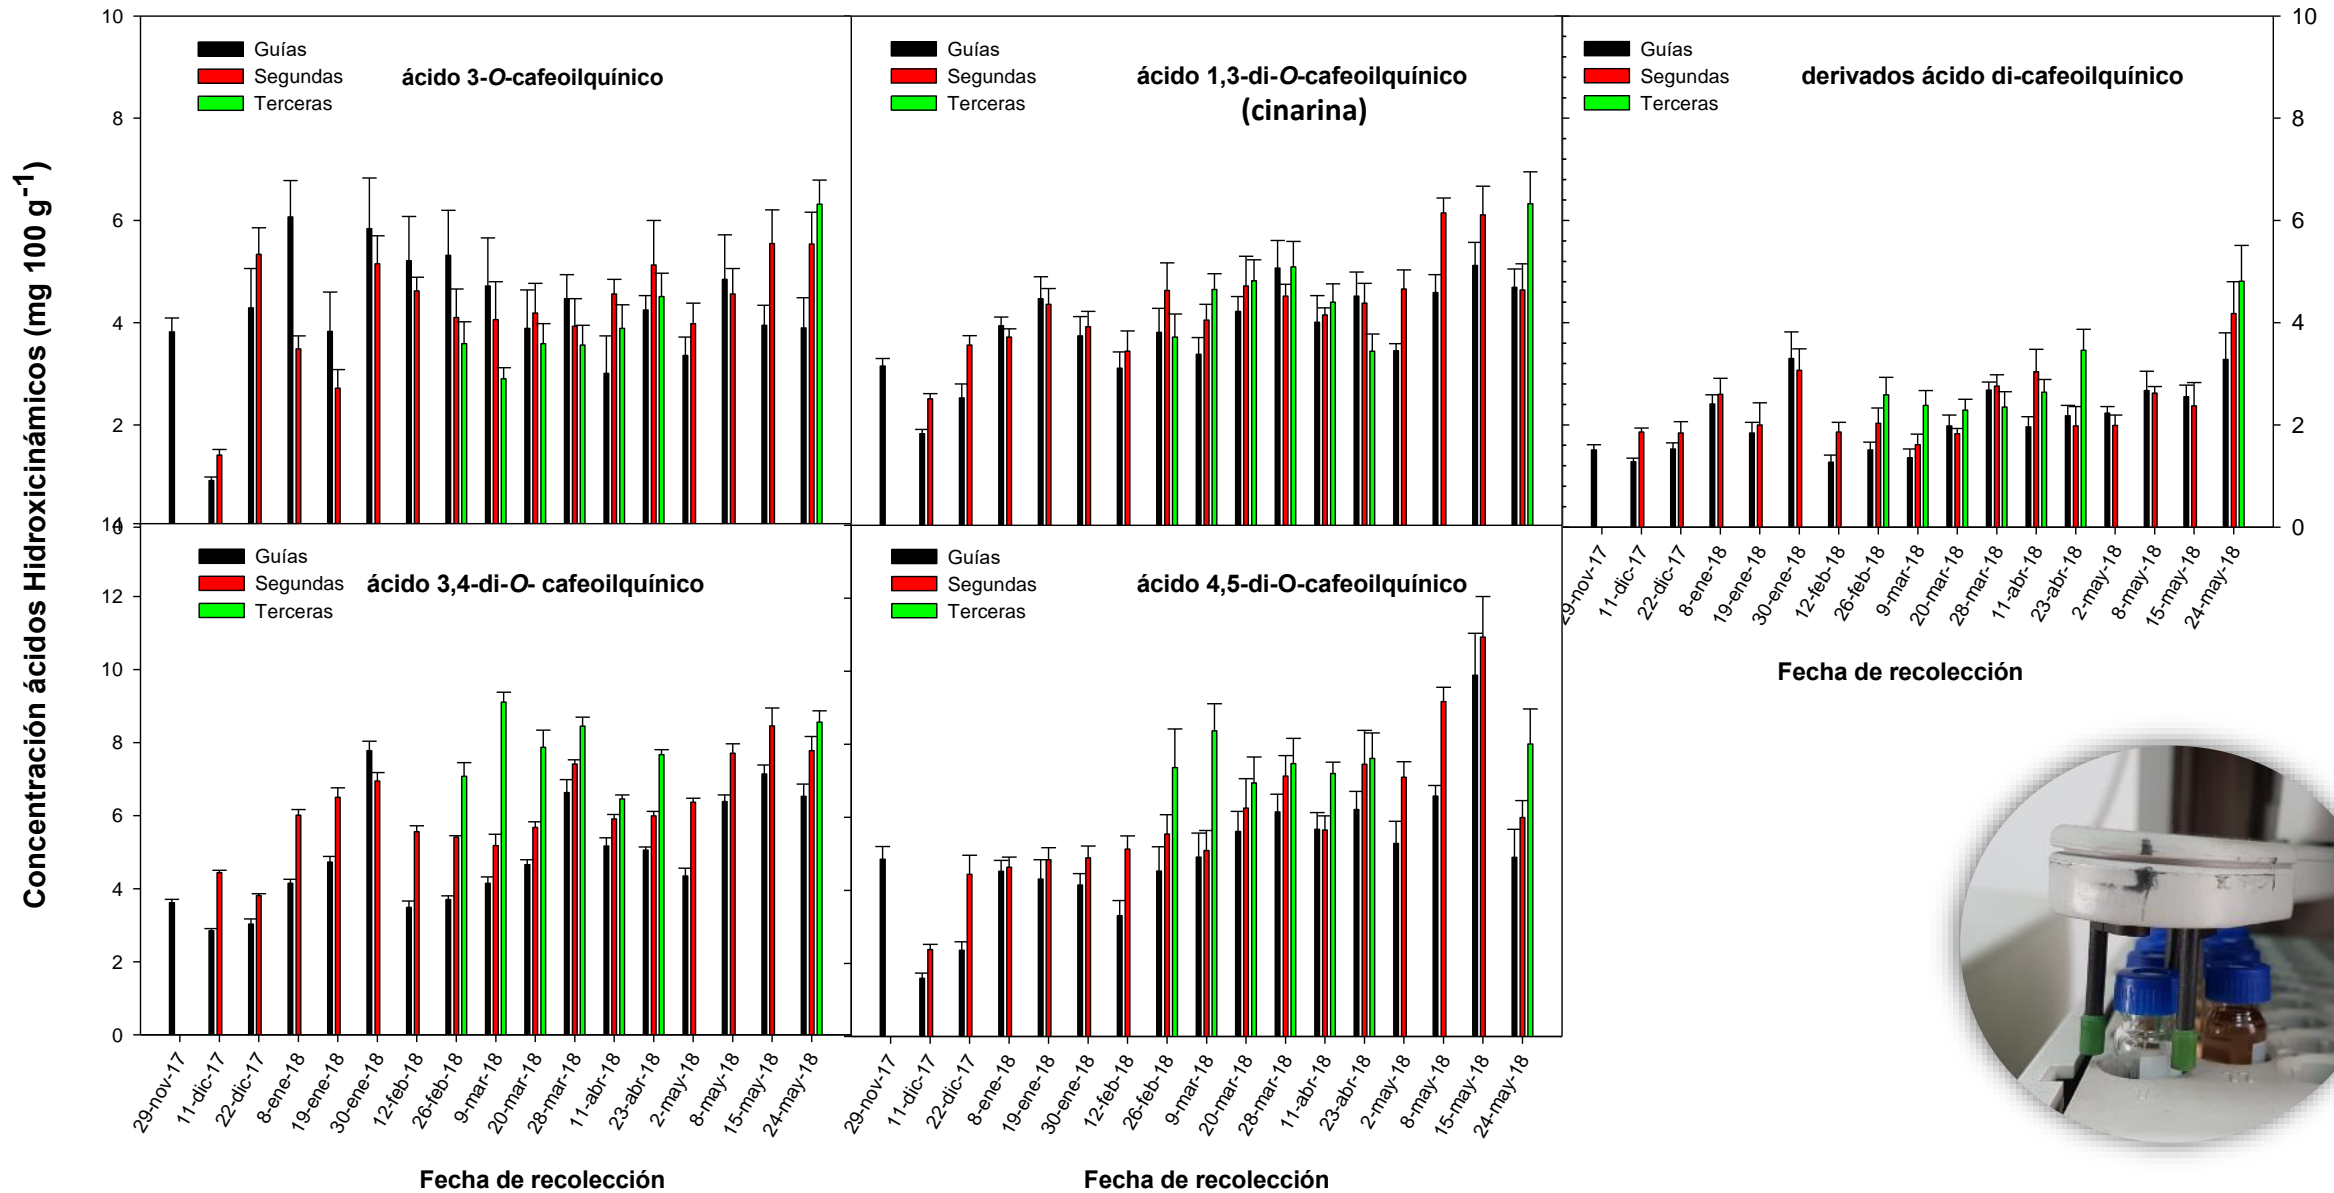 Concentración ácidos Hidroxicinámicos (mg 100 g-1)
10
8
6
4
2
0
Guías
Segundas
Terceras
ácido 3-O-cafeoilquínico
Guías
Segundas
Terceras
ácido 1,3-di-O-cafeoilquínico
(cinarina)
Guías
Segundas
Terceras
derivados ácido di-cafeoilquínico
10
8
6
4
2
0
29-nov-17
11-dic-17
22-dic-17
8-ene-18
19-ene-18
30-ene-18
12-feb-18
26-feb-18
9-mar-18
20-mar-18
28-mar-18
11-abr-18
23-abr-18
2-may-18
8-may-18
15-may-18
24-may-18
Fecha de recolección
14
12
10
8
6
4
2
0
Guías
Segundas
Terceras
ácido 3,4-di-O- cafeoilquínico
29-nov-17
11-dic-17
22-dic-17
8-ene-18
19-ene-18
30-ene-18
12-feb-18
26-feb-18
9-mar-18
20-mar-18
28-mar-18
11-abr-18
23-abr-18
2-may-18
8-may-18
15-may-18
24-may-18
Fecha de recolección
Guías
Segundas
Terceras
ácido 4,5-di-O-cafeoilquínico
29-nov-17
11-dic-17
22-dic-17
8-ene-18
19-ene-18
30-ene-18
12-feb-18
26-feb-18
9-mar-18
20-mar-18
28-mar-18
11-abr-18
23-abr-18
2-may-18
8-may-18
15-may-18
24-may-18
Fecha de recolección